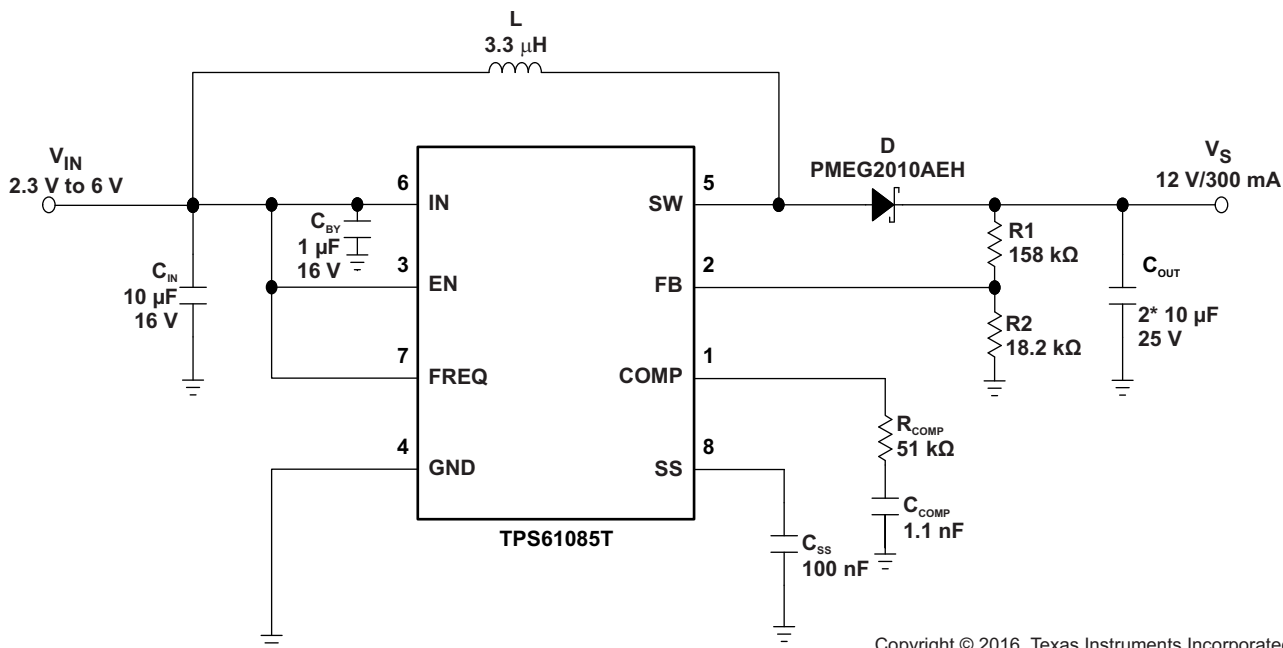 L
3.3 μH
V_IN
2.3 V to 6 V
D
PMEG2010AEH
V_S
12 V/300 mA
6
IN
5
SW
C_BY
1 µF
16 V
R1
158 kΩ
C_IN
10 µF
16 V
3
EN
2
FB
C_OUT
2* 10 µF
25 V
R2
18.2 kΩ
7
FREQ
1
COMP
R_COMP
51 kΩ
4
GND
8
SS
C_COMP
1.1 nF
TPS61085T
C_SS
100 nF
Copyright © 2016, Texas Instruments Incorporated